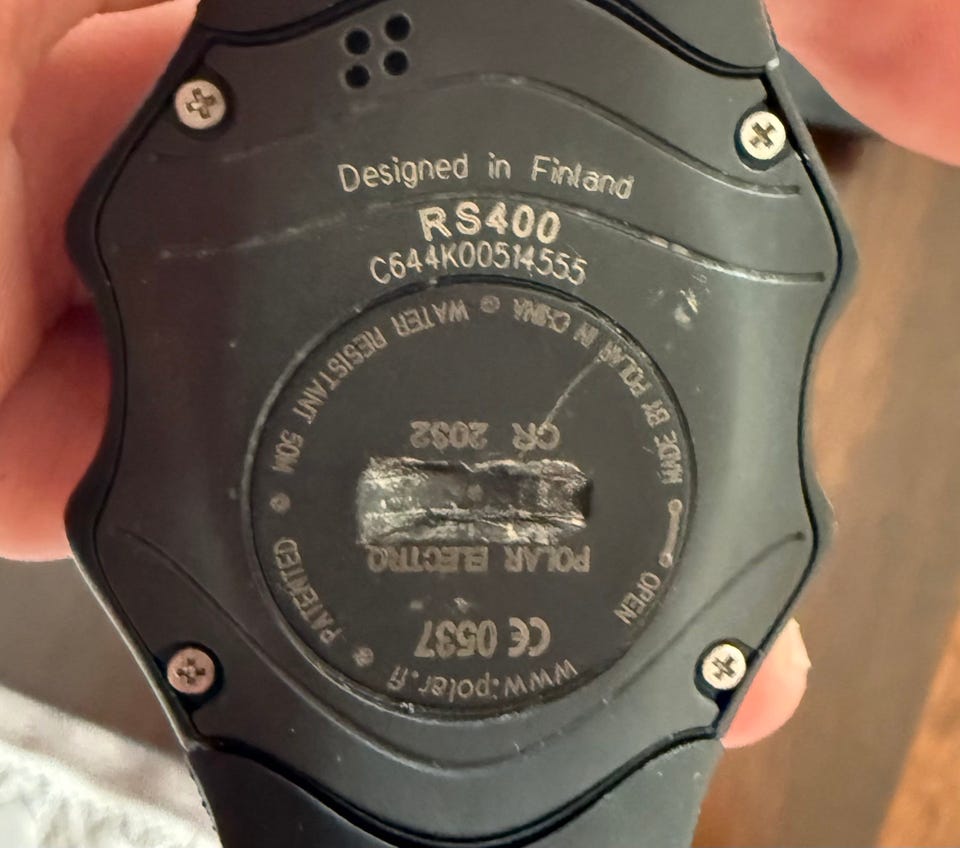 Designed in Finland
RS400
C644K00514555
WATER RESISTANT 50M
MADE BY POLAR IN CHINA
CR 2032
POLAR ELECTRO
CE 0537
www.polar.fi
PATENTED
OPEN